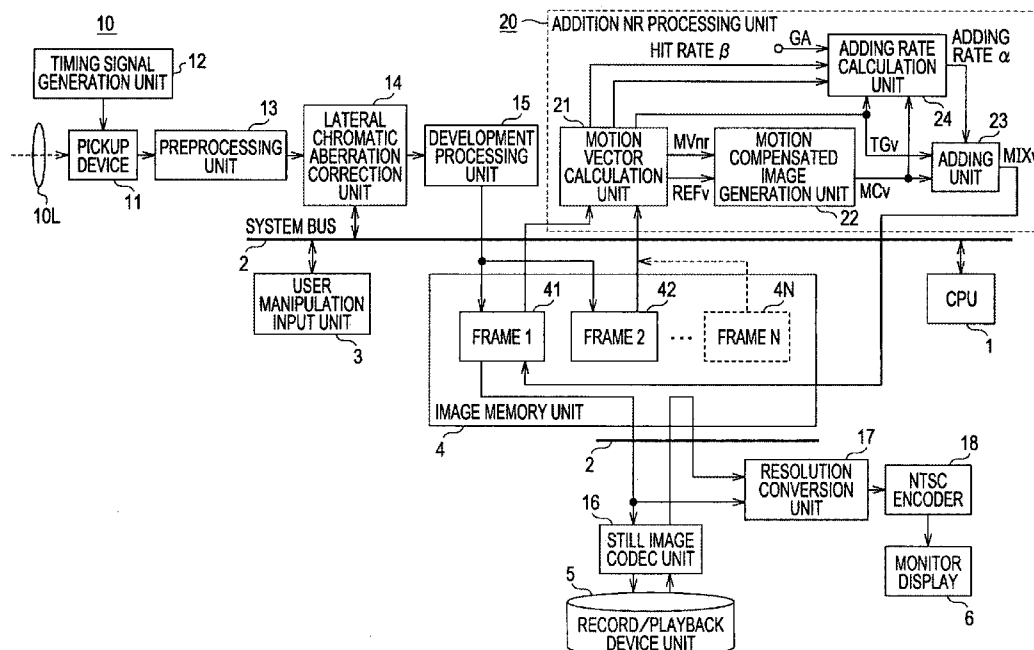 10
20
ADDITION NR PROCESSING UNIT
TIMING SIGNAL
GENERATION UNIT
12
HIT RATE β
GA
ADDING RATE
CALCULATION
UNIT
24
ADDING
RATE α
10L
PICKUP
DEVICE
11
13
PREPROCESSING
UNIT
14
LATERAL
CHROMATIC
ABERRATION
CORRECTION
UNIT
15
DEVELOPMENT
PROCESSING
UNIT
21
MOTION
VECTOR
CALCULATION
UNIT
MVnr
REFv
MOTION
COMPENSATED
IMAGE
GENERATION UNIT
22
TGv
MCv
23
ADDING
UNIT
MIXv
SYSTEM BUS
2
USER
MANIPULATION
INPUT UNIT
3
CPU
1
41
FRAME 1
42
FRAME 2
...
4N
FRAME N
IMAGE MEMORY UNIT
4
2
17
RESOLUTION
CONVERSION
UNIT
18
NTSC
ENCODER
16
STILL IMAGE
CODEC UNIT
MONITOR
DISPLAY
6
5
RECORD/PLAYBACK
DEVICE UNIT